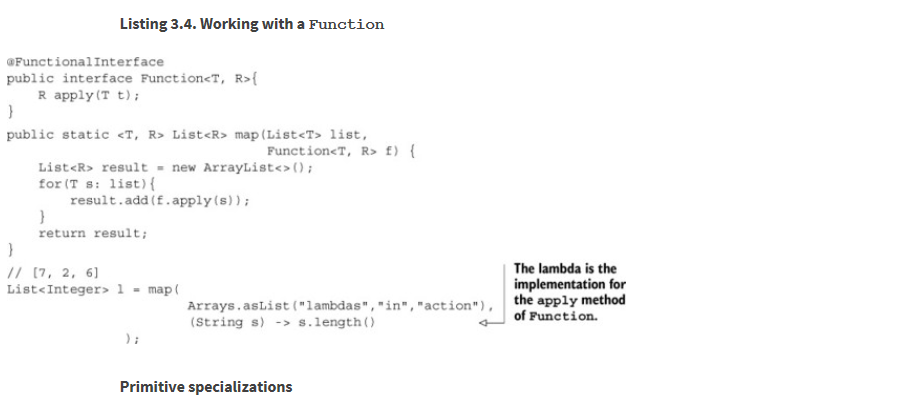 Listing 3.4. Working with a Function
@FunctionalInterface
public interface Function<T, R>{
    R apply(T t);
}
public static <T, R> List<R> map(List<T> list,
                                 Function<T, R> f) {
    List<R> result = new ArrayList<>();
    for(T s: list){
        result.add(f.apply(s));
    }
    return result;
}
// [7, 2, 6]
List<Integer> l = map(
                       Arrays.asList("lambdas","in","action"),
                       (String s) -> s.length()
               );
The lambda is the
implementation for
the apply method
of Function.
Primitive specializations